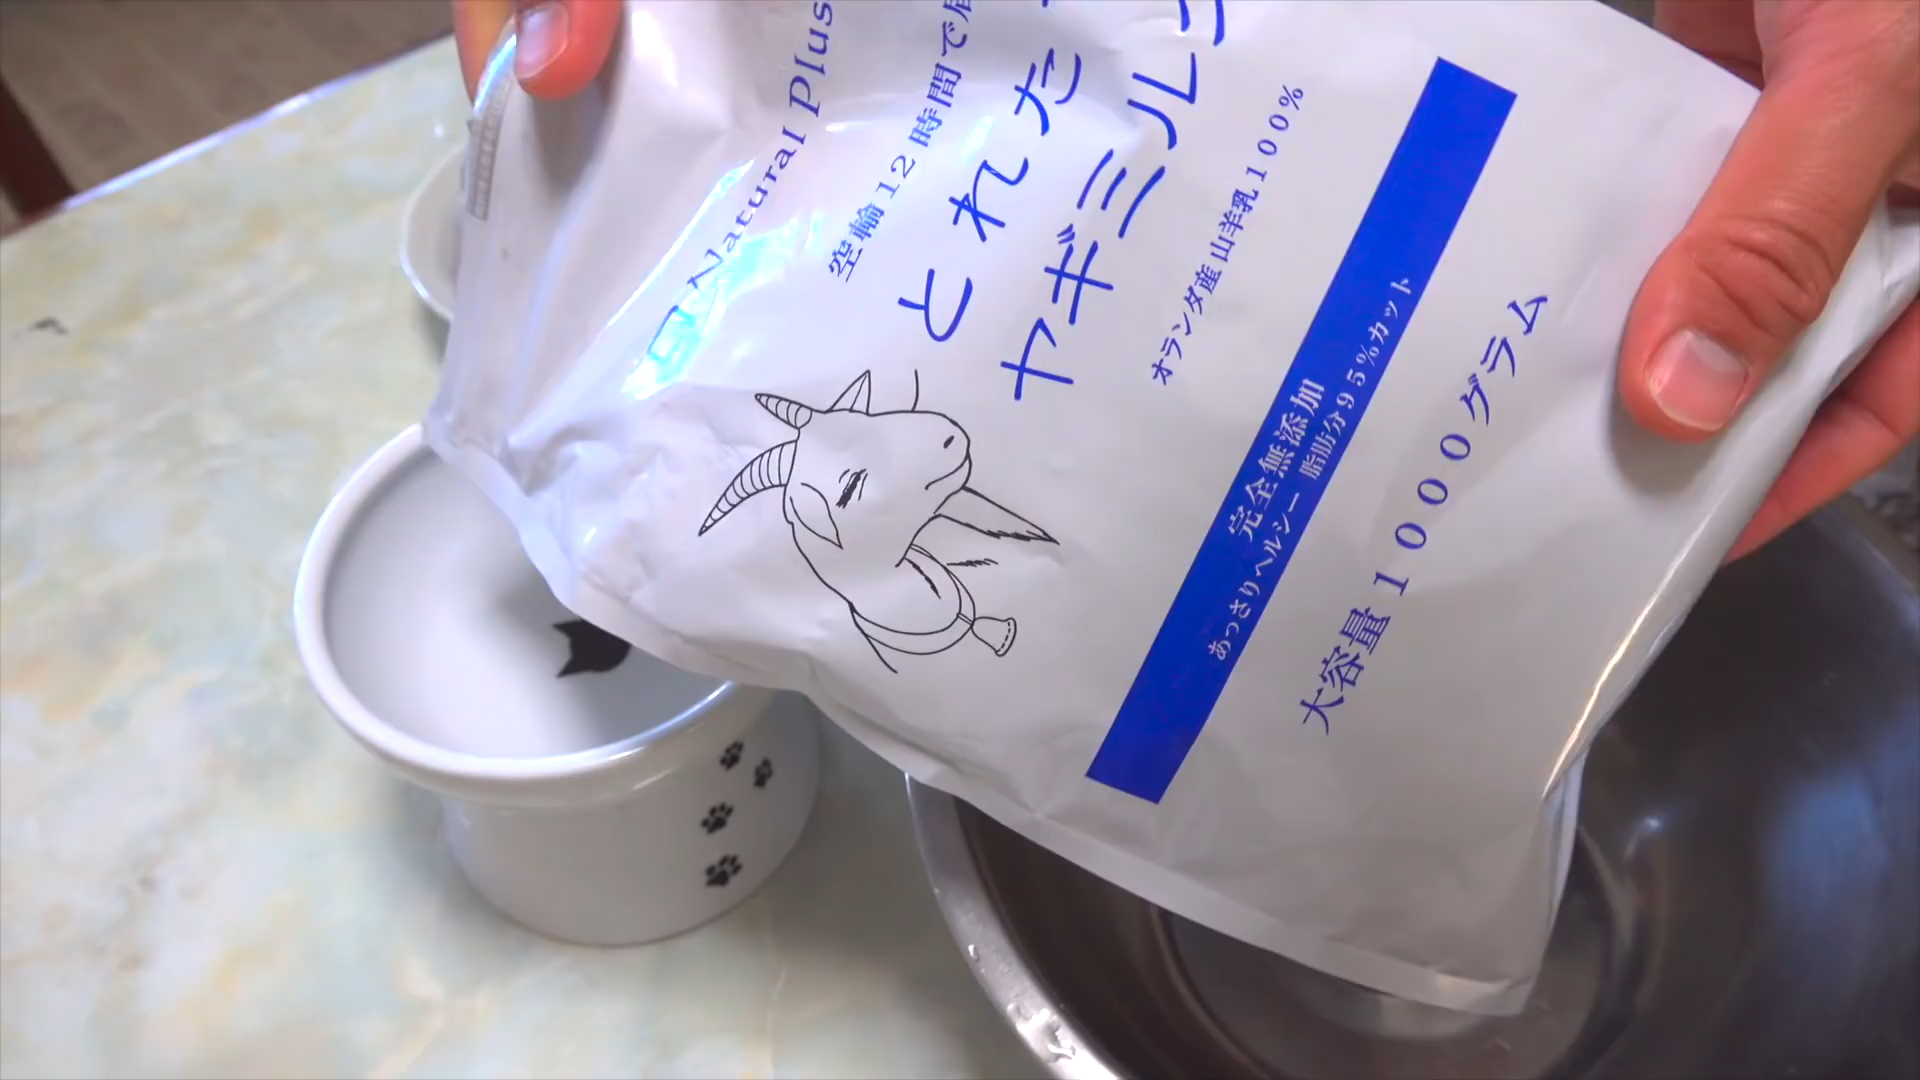 Natural Plus
空輸12時間で
とれた
ヤギミル
オランダ産山羊乳100%
完全無添加
あっさりヘルシー 脂肪分95%カット
大容量1000グラム